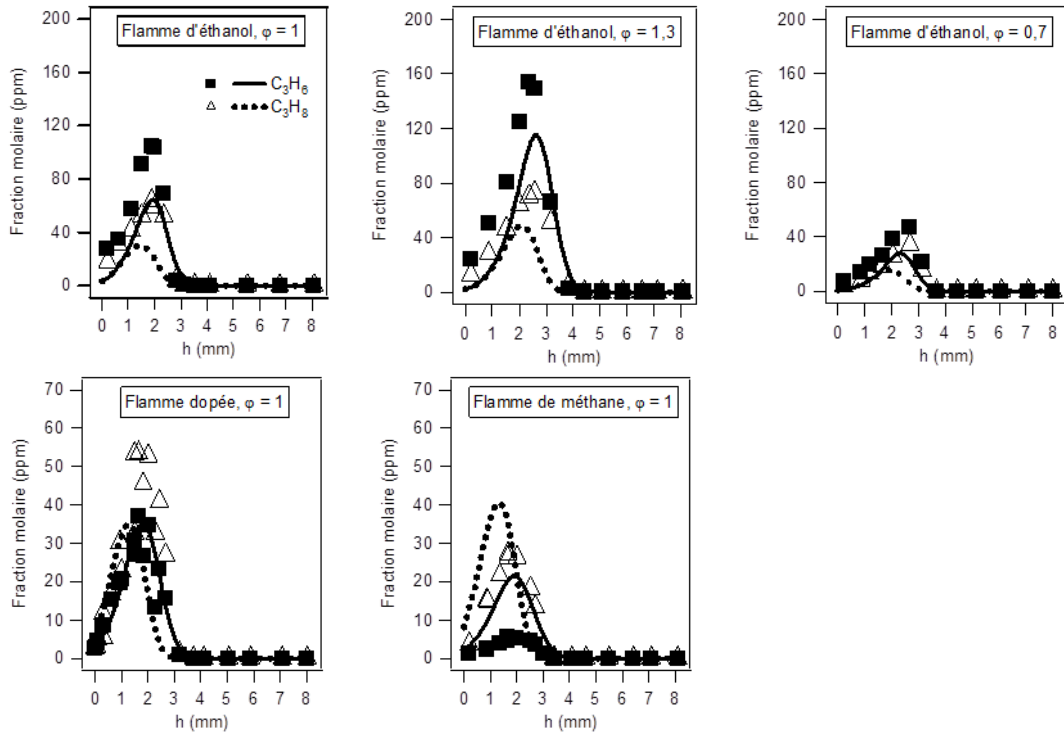 Flamme d'éthanol, φ = 1
Fraction molaire (ppm)
200
160
120
80
40
0
C3H6
C3H8
0 1 2 3 4 5 6 7 8
h (mm)
Flamme d'éthanol, φ = 1,3
Fraction molaire (ppm)
200
160
120
80
40
0
0 1 2 3 4 5 6 7 8
h (mm)
Flamme d'éthanol, φ = 0,7
Fraction molaire (ppm)
200
160
120
80
40
0
0 1 2 3 4 5 6 7 8
h (mm)
Flamme dopée, φ = 1
Fraction molaire (ppm)
70
60
50
40
30
20
10
0
0 1 2 3 4 5 6 7 8
h (mm)
Flamme de méthane, φ = 1
Fraction molaire (ppm)
70
60
50
40
30
20
10
0
0 1 2 3 4 5 6 7 8
h (mm)